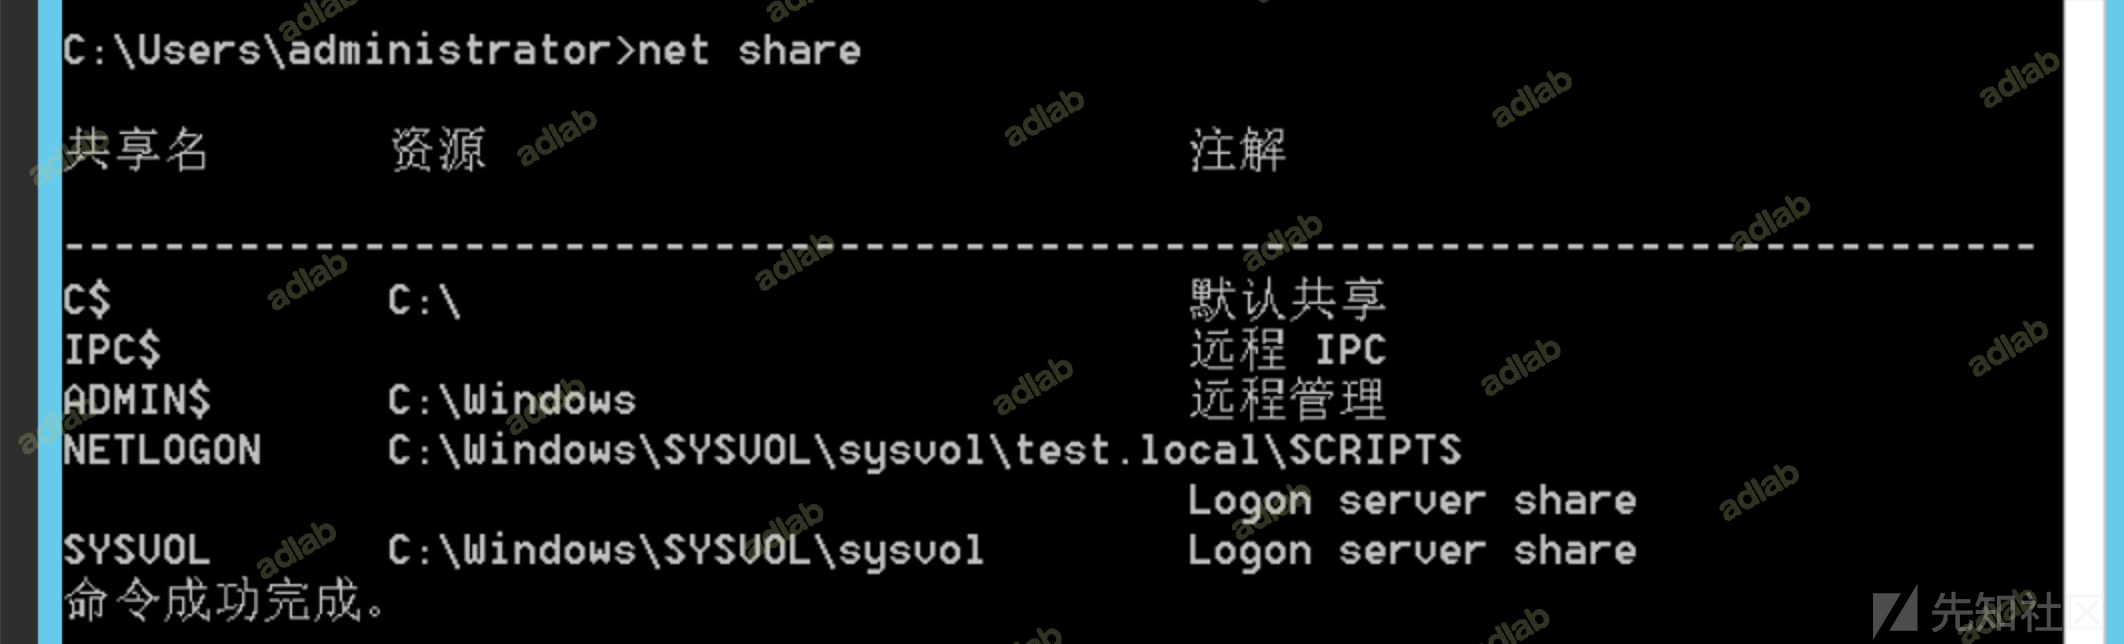 C:\Users\administrator>net share
共享名 资源 注解
-------------------------------------------------------------------------------
C$ C:\ 默认共享
IPC$ 远程 IPC
ADMIN$ C:\Windows 远程管理
NETLOGON C:\Windows\SYSVOL\sysvol\test.local\SCRIPTS
Logon server share
SYSVOL C:\Windows\SYSVOL\sysvol Logon server share
命令成功完成。
先知社区
adlab